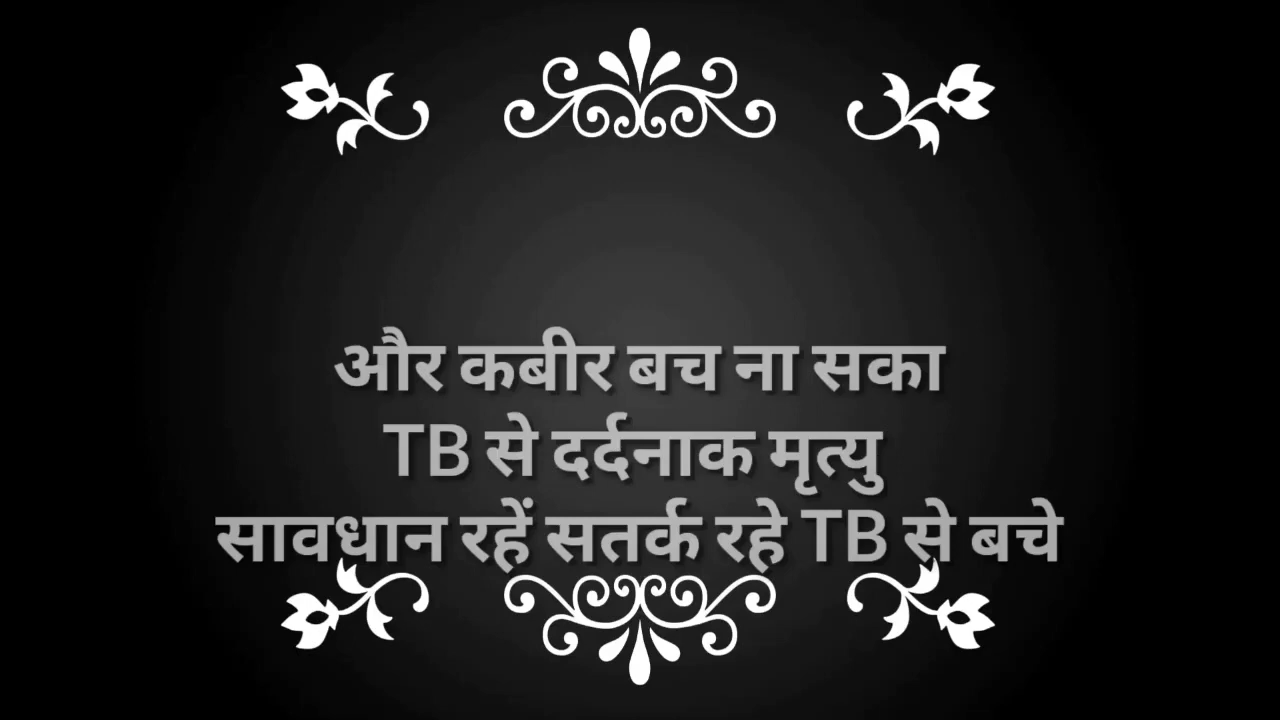 और कबीर बच ना सका
TB से दर्दनाक मृत्यु
सावधान रहें सतर्क रहे TB से बचे